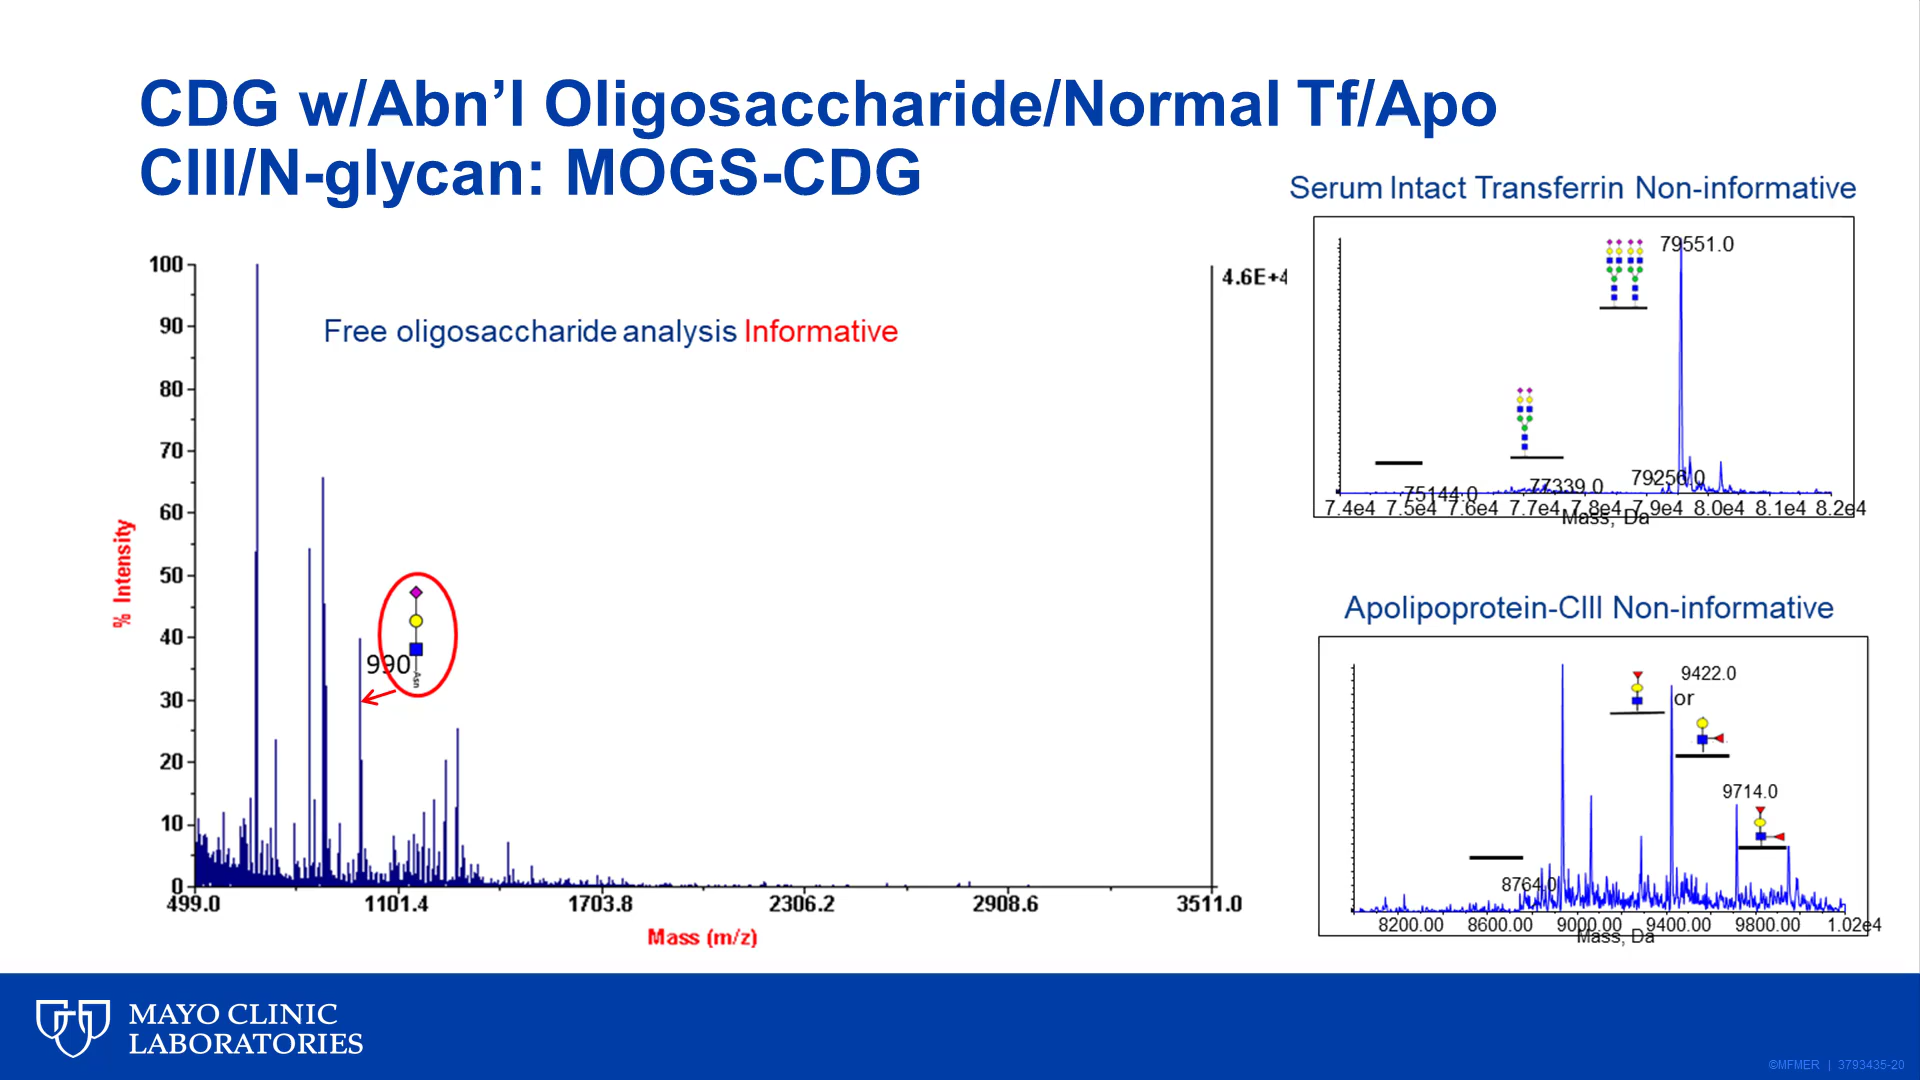 CDG w/Abn’l Oligosaccharide/Normal Tf/Apo
CIII/N-glycan: MOGS-CDG
Free oligosaccharide analysis Informative
4.6E+4
% Intensity
100
90
80
70
60
50
40
30
20
10
0
990
Asn
499.0 1101.4 1703.8 2306.2 2908.6 3511.0
Mass (m/z)
Serum Intact Transferrin Non-informative
79551.0
79256.0
77339.0
75144.0
7.4e4 7.5e4 7.6e4 7.7e4 7.8e4 7.9e4 8.0e4 8.1e4 8.2e4
Mass, Da
Apolipoprotein-CIII Non-informative
9422.0
or
9714.0
8764.0
8200.00 8600.00 9000.00 9400.00 9800.00 1.02e4
Mass, Da
MAYO CLINIC
LABORATORIES
©MFMER | 3793435-20